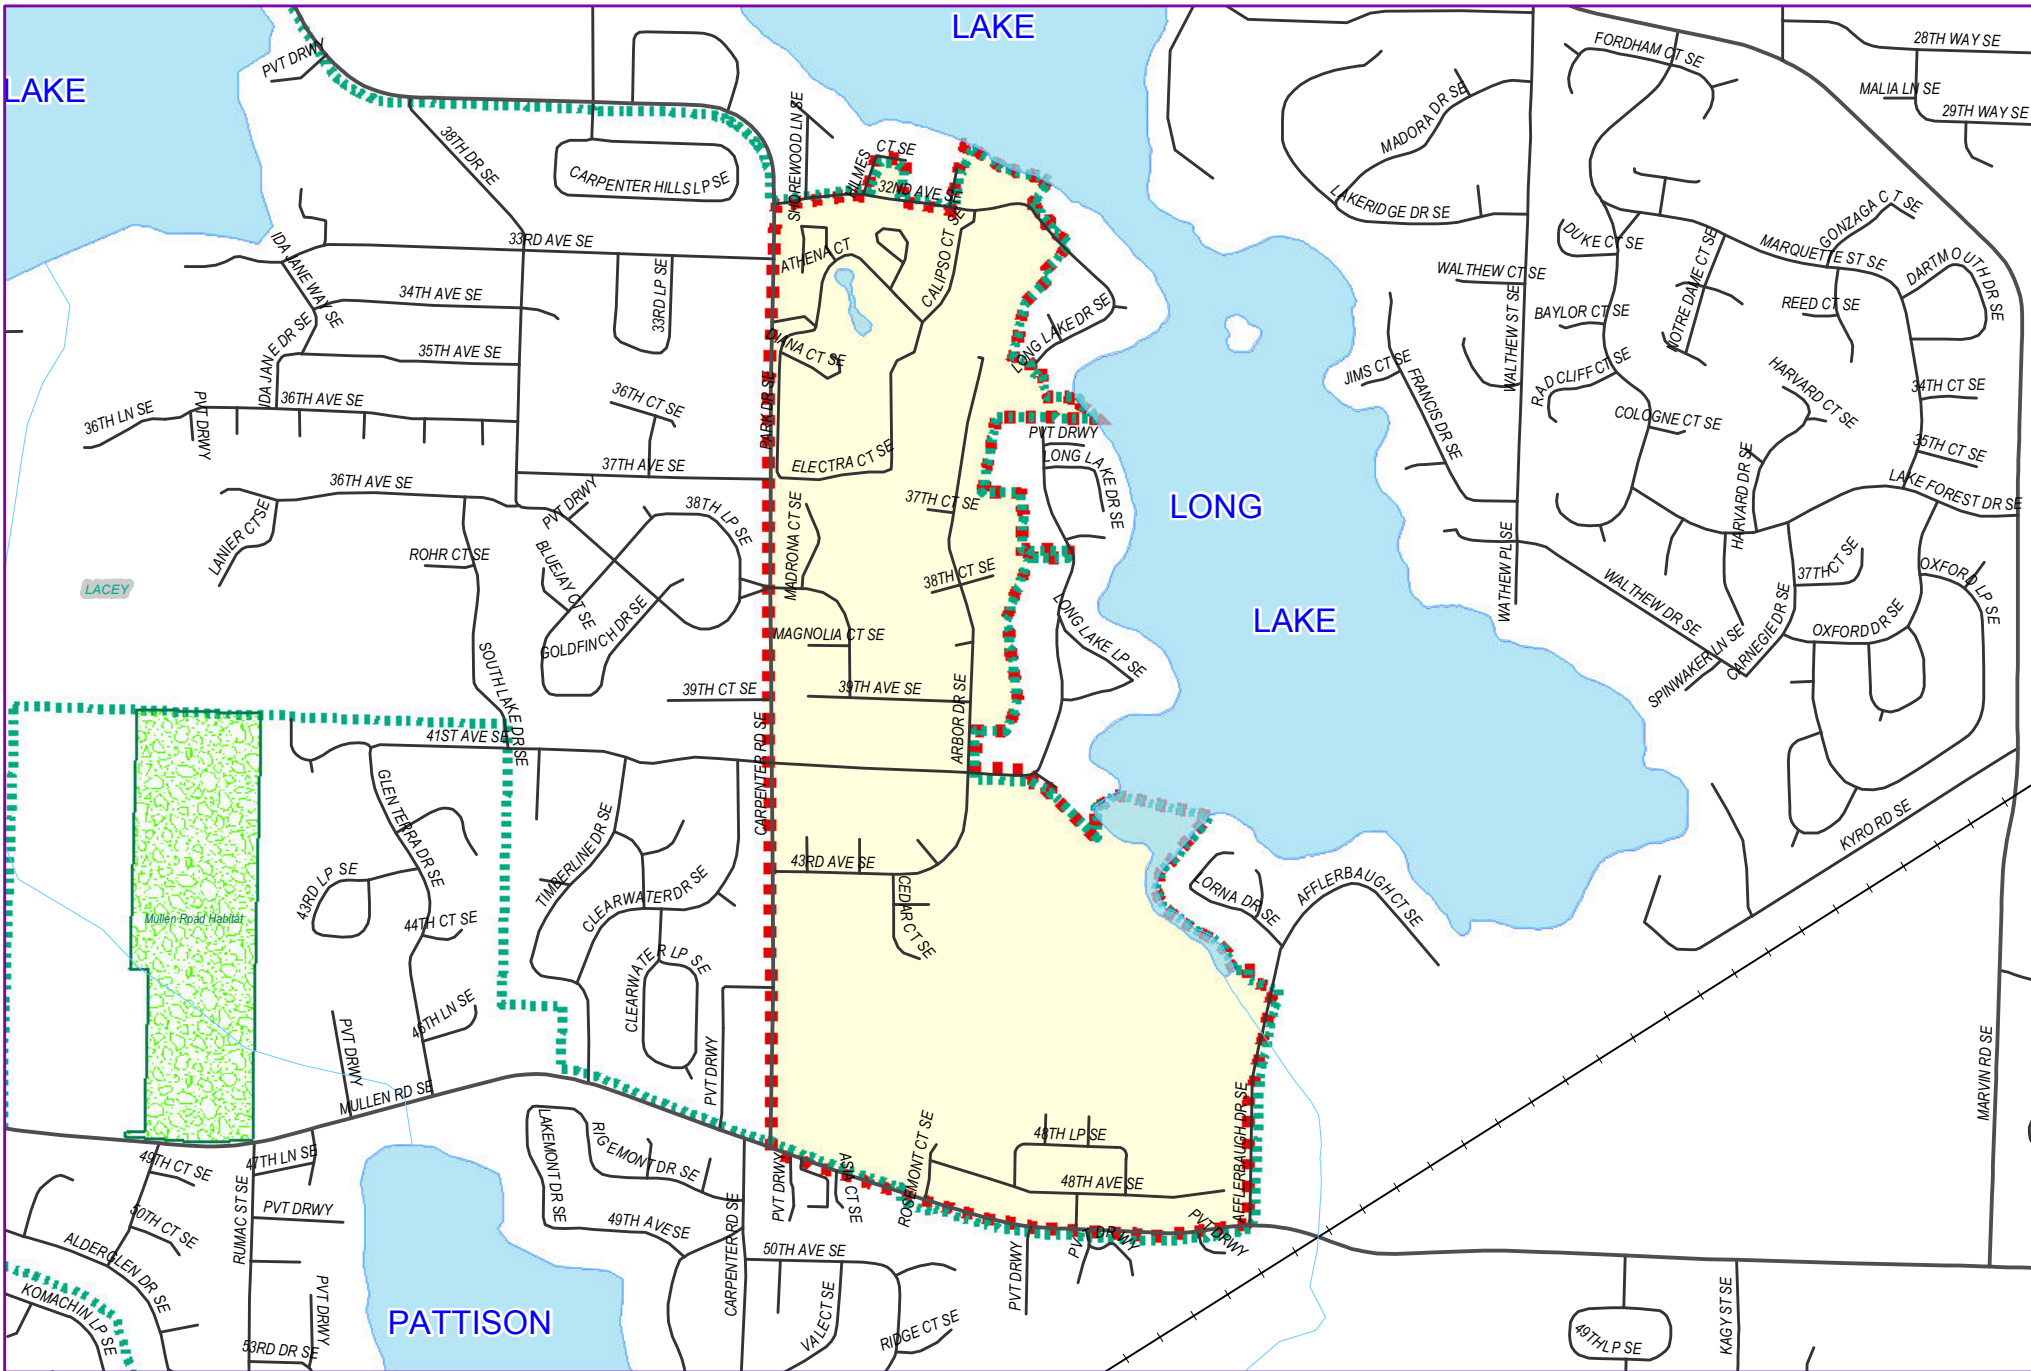 LAKE
LAKE
PVT DRWY
FORDHAM CT SE
28TH WAY SE
MALIA LN SE
29TH WAY SE
38TH DR SE
CARPENTER HILLS LP SE
SHOREWOOD LN SE
HILMES CT SE
32ND AVE SE
MADORA DR SE
LAKERIDGE DR SE
GONZAGA CT SE
DUKE CT SE
MARQUETTE ST SE
NOTRE DAME CT SE
DARTMOUTH DR SE
33RD AVE SE
IDA JANE WAY SE
ATHENA CT
CALIPSO CT SE
WALTHEW CT SE
34TH AVE SE
33RD LP SE
LONG LAKE DR SE
WALTHEW ST SE
BAYLOR CT SE
REED CT SE
IDA JANE DR SE
35TH AVE SE
DIANA CT SE
JIMS CT SE
FRANCIS DR SE
RADCLIFF CT SE
HARVARD CT SE
34TH CT SE
36TH LN SE
PVT DRWY
36TH AVE SE
36TH CT SE
PARK DR SE
PVT DRWY
COLOGNE CT SE
35TH CT SE
37TH AVE SE
ELECTRA CT SE
LONG LAKE DR SE
LAKE FOREST DR SE
36TH AVE SE
PVT DRWY
38TH LP SE
MADRONA CT SE
37TH CT SE
LONG
HARVARD DR SE
LANIER CT SE
ROHR CT SE
BLUEJAY CT SE
GOLDFINCH DR SE
38TH CT SE
WATHEW PL SE
WALTHEW DR SE
37TH CT SE
OXFORD LP SE
LACEY
LONG LAKE LP SE
LAKE
OXFORD DR SE
CARNEGIE DR SE
SPINWAKER LN SE
MAGNOLIA CT SE
SOUTH LAKE DR SE
39TH CT SE
39TH AVE SE
ARBOR DR SE
41ST AVE SE
CARPENTER RD SE
GLEN TERRA DR SE
TIMBERLINE DR SE
KYRO RD SE
43RD AVE SE
43RD LP SE
CLEARWATER DR SE
CEDAR CT SE
LORNA DR SE
AFFLERBAUGH CT SE
Mullen Road Habitat
44TH CT SE
CLEARWATER LP SE
46TH LN SE
PVT DRWY
PVT DRWY
MULLEN RD SE
MARVIN RD SE
AFFLERBAUGH DR SE
LAKEMONT DR SE
RIGEMONT DR SE
48TH LP SE
ROSEMONT CT SE
48TH AVE SE
49TH CT SE
47TH LN SE
PVT DRWY
CT SE
PVT DRWY
PVT DRWY
50TH CT SE
RUMAC ST SE
PVT DRWY
49TH AVE SE
CARPENTER RD SE
50TH AVE SE
PVT DRWY
ALDERGLEN DR SE
KOMACHIN LP SE
PVT DRWY
PATTISON
VALE CT SE
RIDGE CT SE
53RD DR SE
49TH LP SE
KAGY ST SE